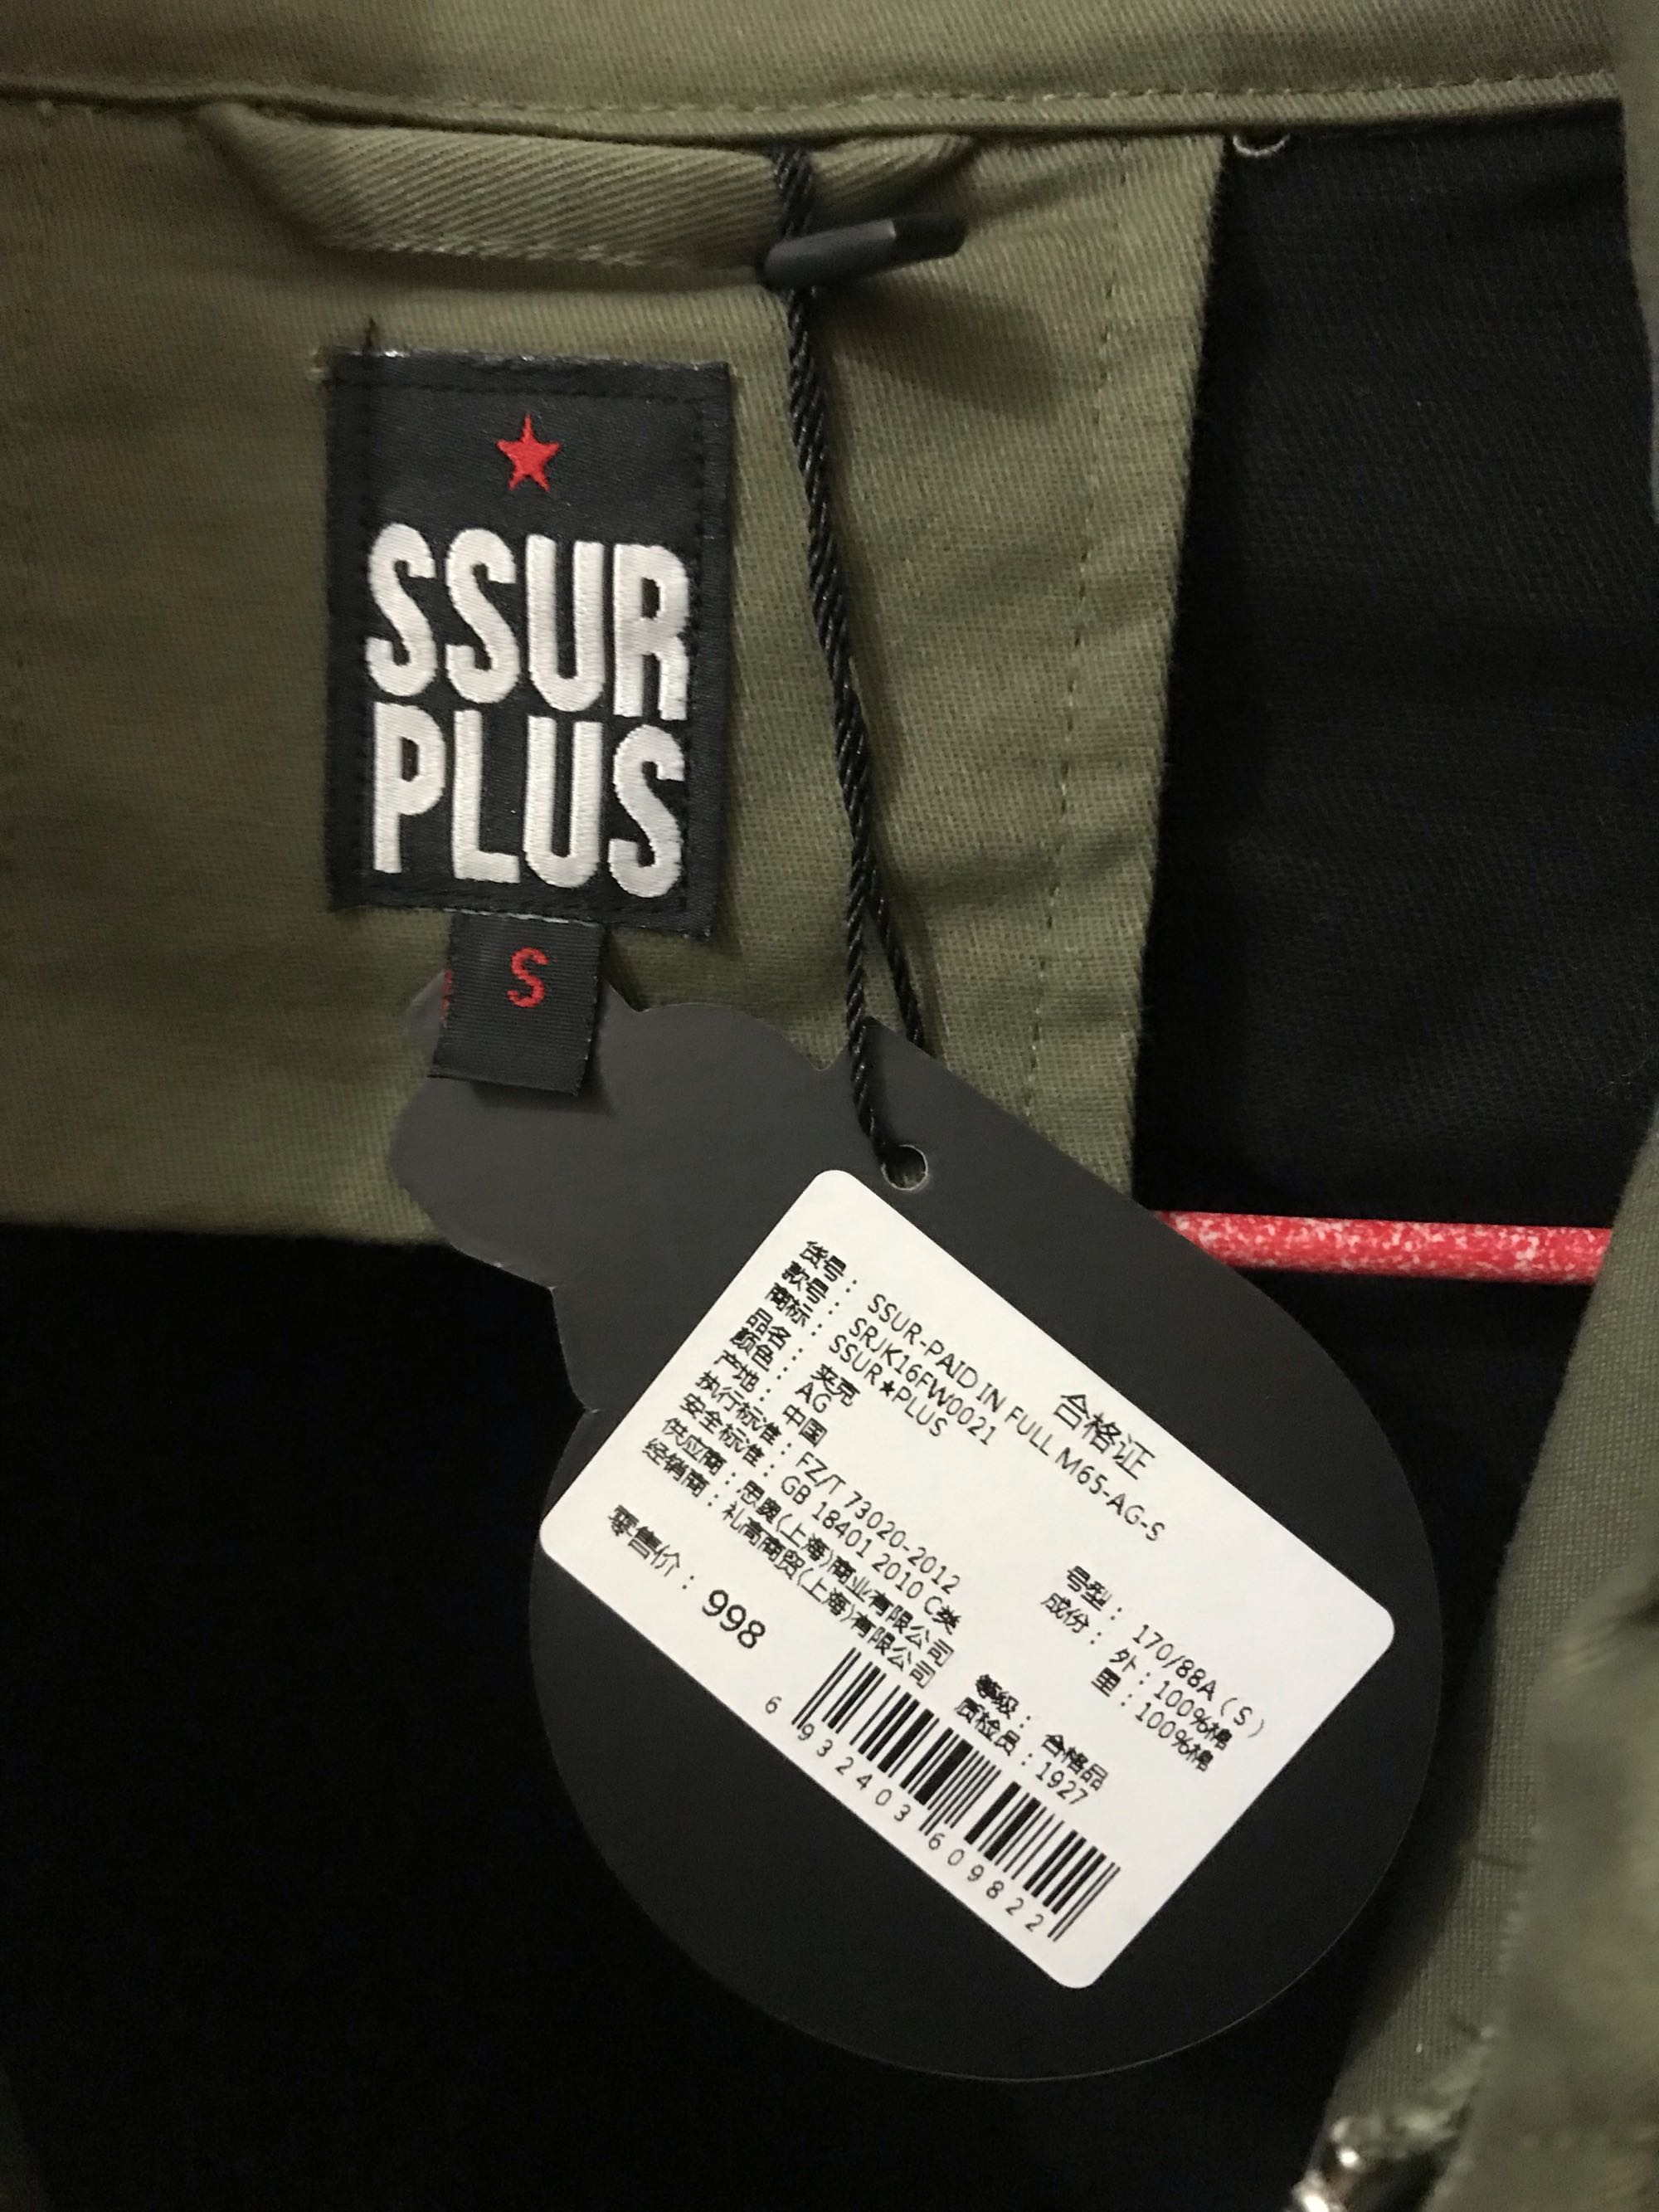 SSUR
PLUS
S
合格证
货号： SSUR-PAID IN FULL M65-AG-S
款号： SRJK16FW0021
商标： SSUR★PLUS
品名： 夹克
颜色： AG
产地： 中国
号型： 170/88A（S）
成份： 外：100%棉
里：100%棉
执行标准： FZ/T 73020-2012
安全标准： GB 18401 2010 C类
供应商：思奥(上海)商业有限公司
经销商：礼高商贸(上海)有限公司
等级： 合格品
质检员：1927
零售价： 998
6 932403 609822